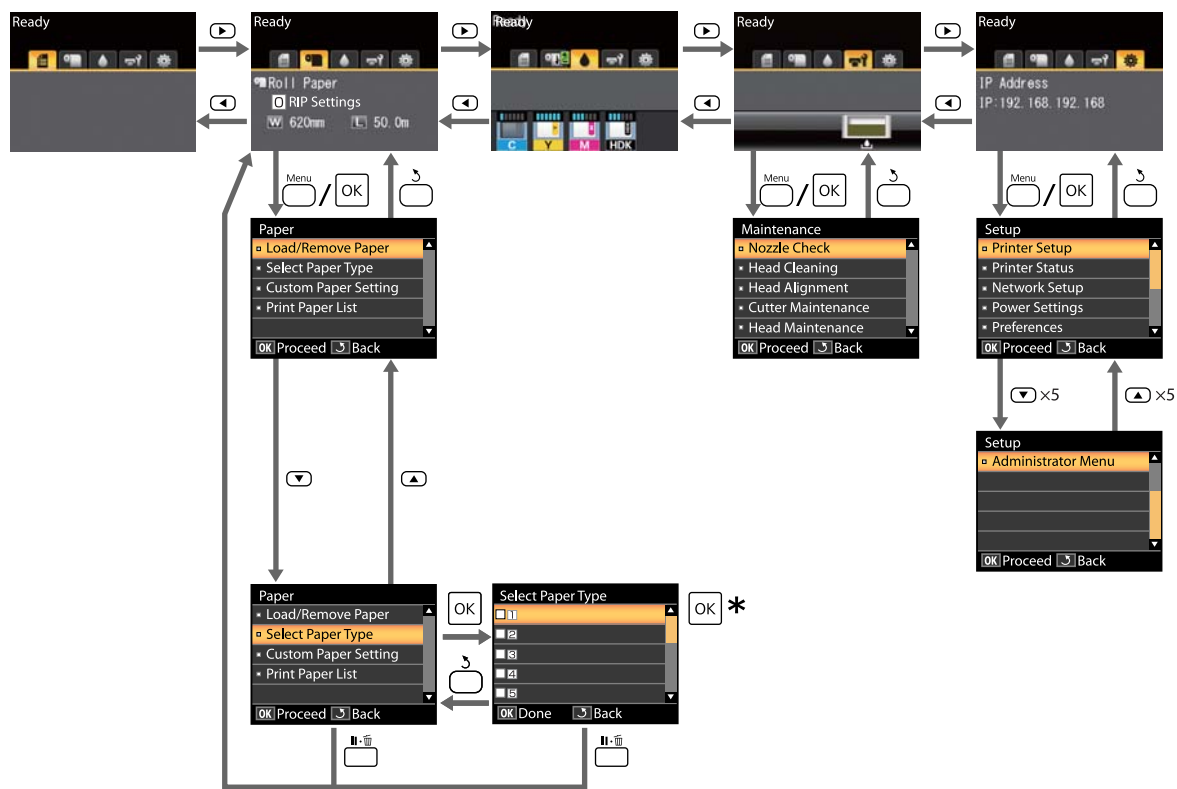 Ready
Ready
Ready
Ready
Roll Paper
0 RIP Settings
W 620mm L 50.0m
C Y M HDK
IP Address
IP:192.168.192.168
Menu
/ OK
Menu
/ OK
Menu
/ OK
Paper
Load/Remove Paper
Select Paper Type
Custom Paper Setting
Print Paper List
OK Proceed Back
Maintenance
Nozzle Check
Head Cleaning
Head Alignment
Cutter Maintenance
Head Maintenance
OK Proceed Back
Setup
Printer Setup
Printer Status
Network Setup
Power Settings
Preferences
OK Proceed Back
×5
×5
Setup
Administrator Menu
OK Proceed Back
Paper
Load/Remove Paper
Select Paper Type
Custom Paper Setting
Print Paper List
OK Proceed Back
OK
Select Paper Type
1
2
3
4
5
OK Done Back
OK *